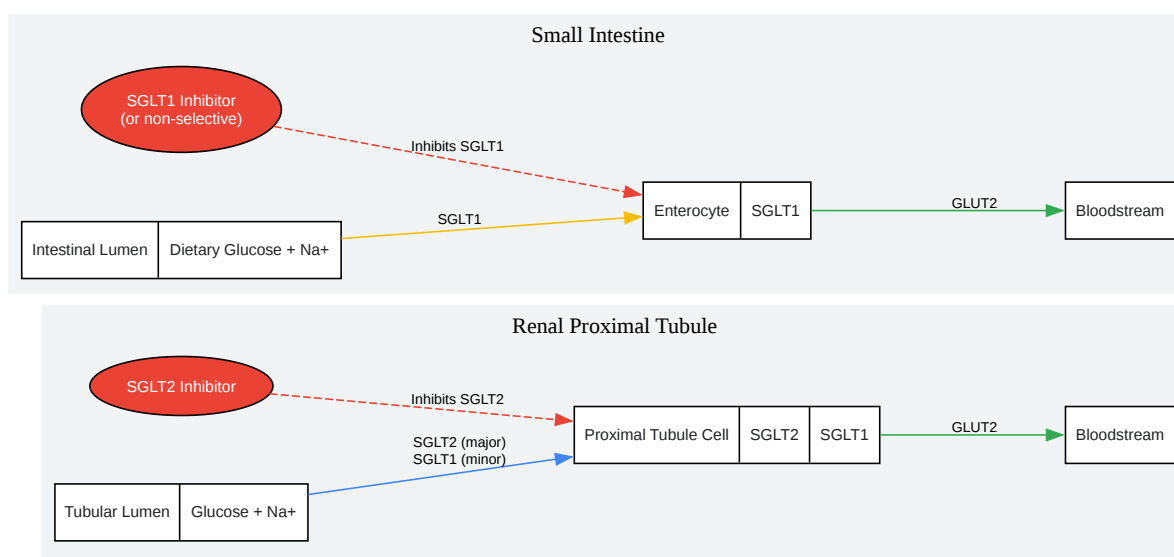 Small Intestine
SGLT1 Inhibitor
(or non-selective)
Inhibits SGLT1
Enterocyte
SGLT1
GLUT2
Bloodstream
SGLT1
Intestinal Lumen
Dietary Glucose + Na+
Renal Proximal Tubule
SGLT2 Inhibitor
Inhibits SGLT2
Proximal Tubule Cell
SGLT2
SGLT1
GLUT2
Bloodstream
SGLT2 (major)
SGLT1 (minor)
Tubular Lumen
Glucose + Na+